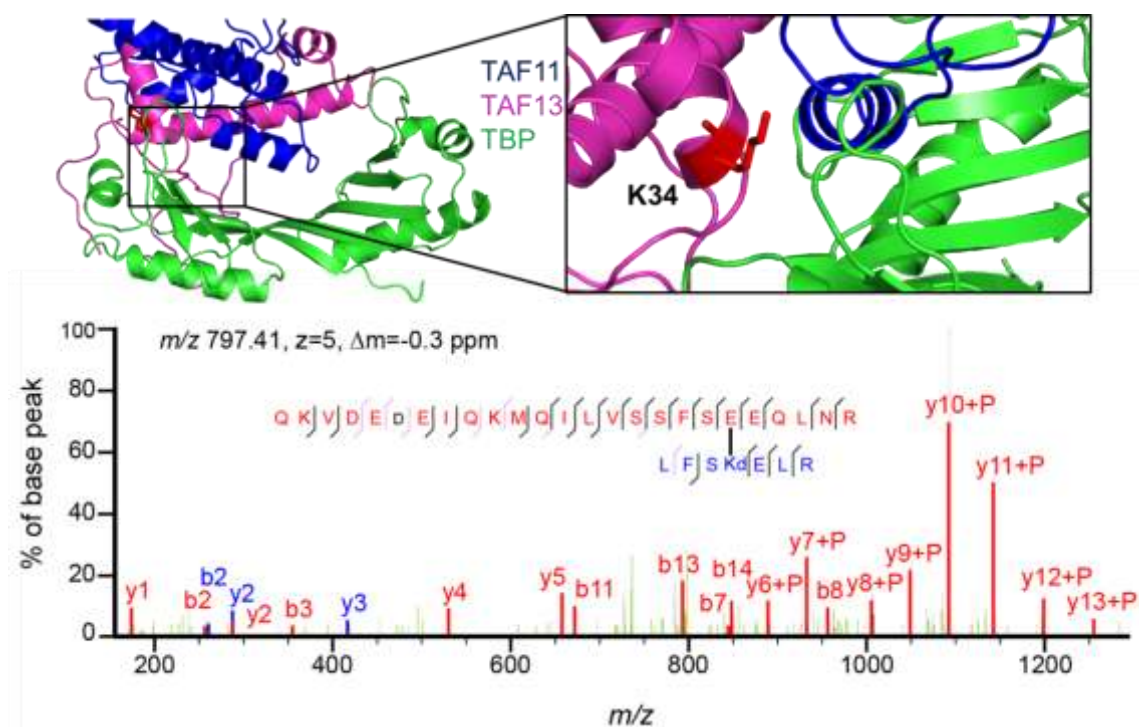 TAF11
TAF13
TBP
K34
m/z 797.41, z=5, Δm=-0.3 ppm
Q K V D E D E I Q K M Q I L V S S F S E E Q L N R
L F S Kd E L R
% of base peak
100
80
60
40
20
0
y1
b2
b2
y2
y2
b3
y3
y4
y5
b11
b13
b7
b14
y6+P
y7+P
b8
y8+P
y9+P
y10+P
y11+P
y12+P
y13+P
200
400
600
800
1000
1200
m/z